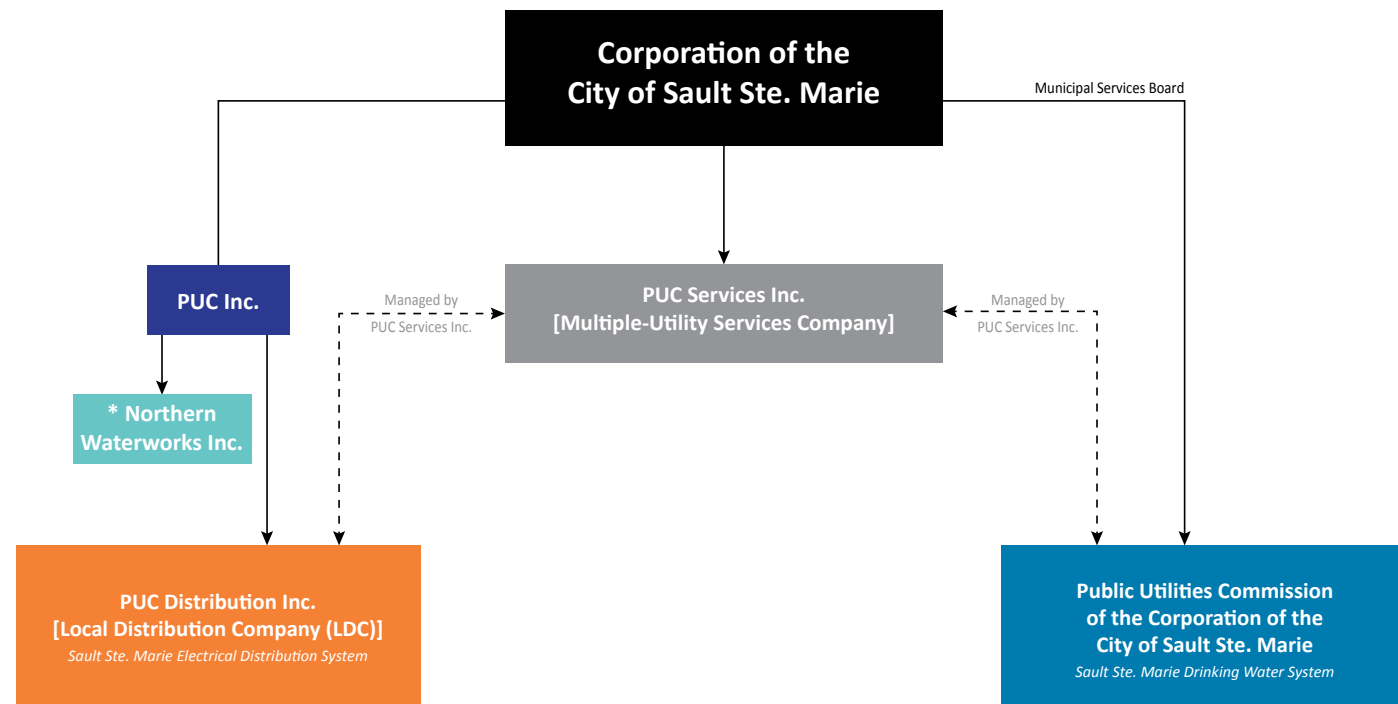 Corporation of the
City of Sault Ste. Marie
Municipal Services Board
PUC Inc.
Managed by
PUC Services Inc.
PUC Services Inc.
[Multiple-Utility Services Company]
Managed by
PUC Services Inc.
* Northern
Waterworks Inc.
PUC Distribution Inc.
[Local Distribution Company (LDC)]
Sault Ste. Marie Electrical Distribution System
Public Utilities Commission
of the Corporation of the
City of Sault Ste. Marie
Sault Ste. Marie Drinking Water System